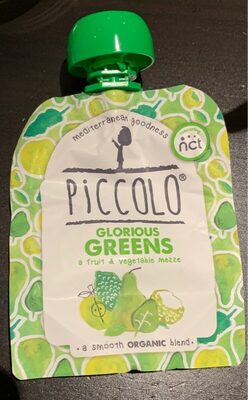 mediterranean goodness
nct
PiCCOLO®
GLORIOUS
GREENS
a fruit & vegetable mezze
• a smooth ORGANIC blend •